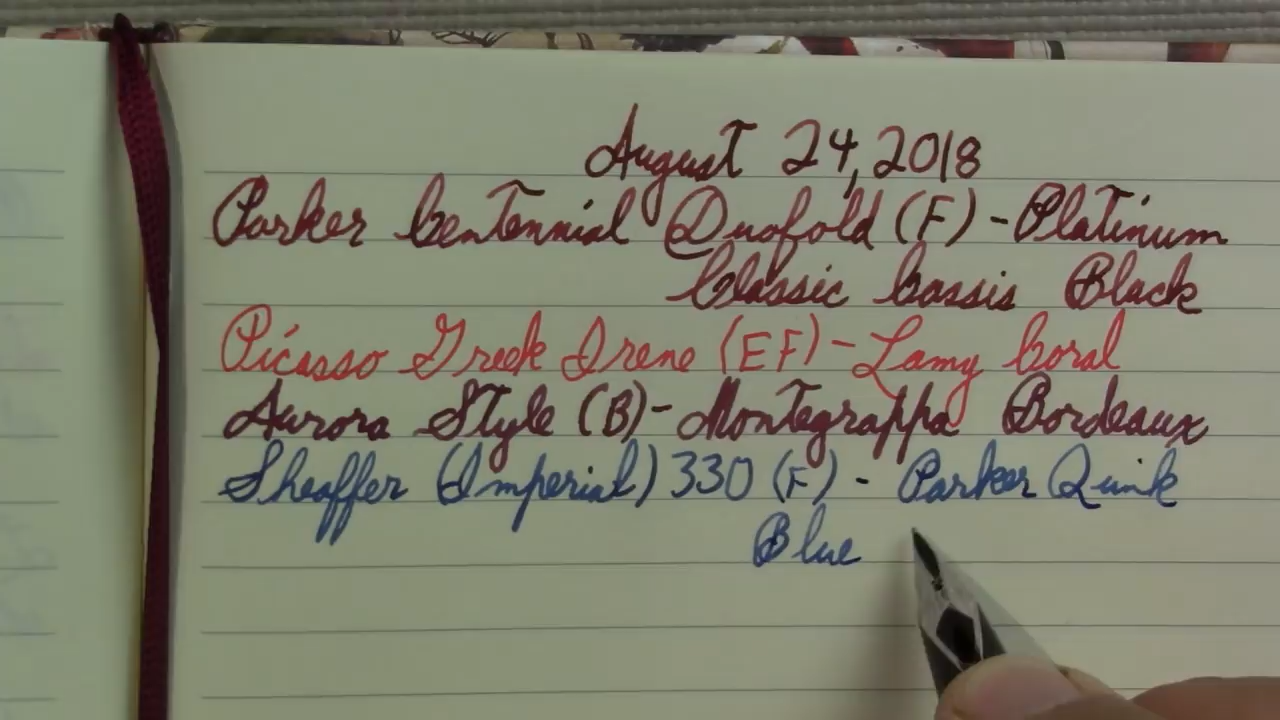 August 24, 2018
Parker Centennial Duofold (F) - Platinum
Classic Cassis Black
Picasso Greek Irene (EF) - Lamy Coral
Aurora Style (B) - Montegrappa Bordeaux
Sheaffer (Imperial) 330 (F) - Parker Quink
Blue